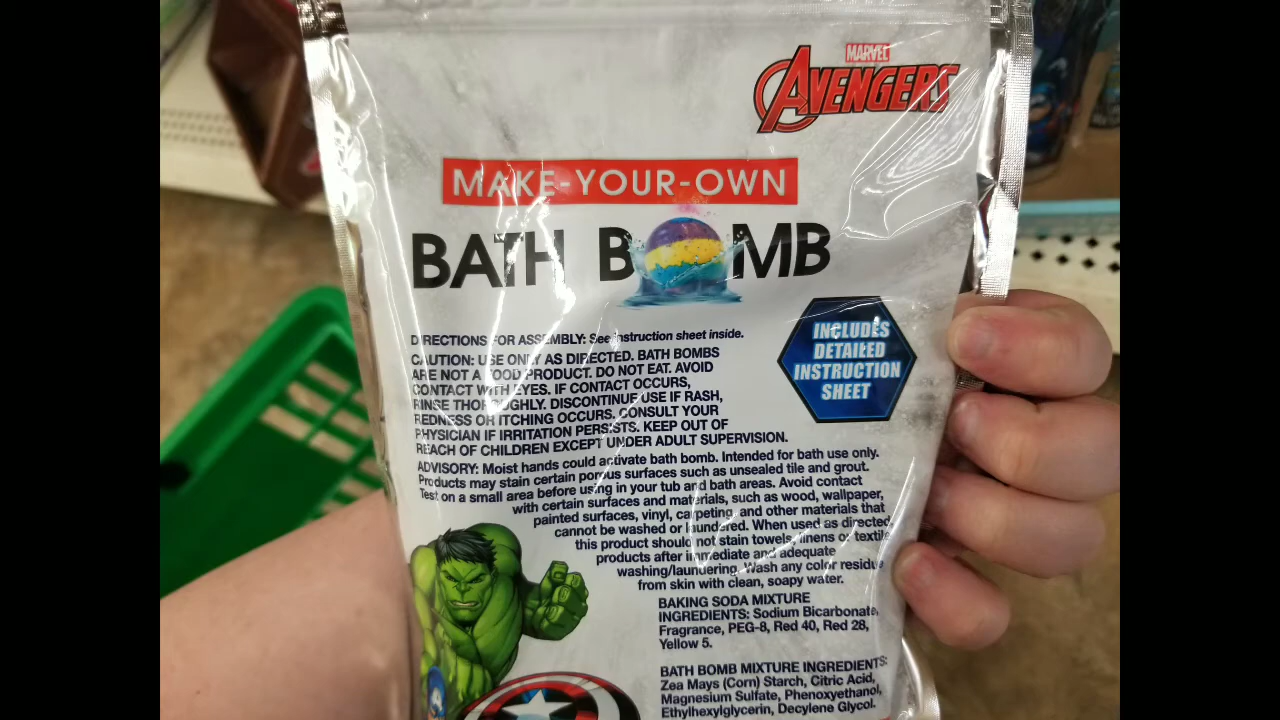 MARVEL
AVENGERS
MAKE-YOUR-OWN
BATH BOMB
INCLUDES
DETAILED
INSTRUCTION
SHEET
DIRECTIONS FOR ASSEMBLY: See instruction sheet inside.
CAUTION: USE ONLY AS DIRECTED. BATH BOMBS
ARE NOT A FOOD PRODUCT. DO NOT EAT. AVOID
CONTACT WITH EYES. IF CONTACT OCCURS,
RINSE THOROUGHLY. DISCONTINUE USE IF RASH,
REDNESS OR ITCHING OCCURS. CONSULT YOUR
PHYSICIAN IF IRRITATION PERSISTS. KEEP OUT OF
REACH OF CHILDREN EXCEPT UNDER ADULT SUPERVISION.
ADVISORY: Moist hands could activate bath bomb. Intended for bath use only.
Products may stain certain porous surfaces such as unsealed tile and grout.
Test on a small area before using in your tub and bath areas. Avoid contact
with certain surfaces and materials, such as wood, wallpaper,
painted surfaces, vinyl, carpeting, and other materials that
cannot be washed or laundered. When used as directed,
this product should not stain towels, linens or textile
products after immediate and adequate
washing/laundering. Wash any color residue
from skin with clean, soapy water.
BAKING SODA MIXTURE
INGREDIENTS: Sodium Bicarbonate,
Fragrance, PEG-8, Red 40, Red 28,
Yellow 5.
BATH BOMB MIXTURE INGREDIENTS:
Zea Mays (Corn) Starch, Citric Acid,
Magnesium Sulfate, Phenoxyethanol,
Ethylhexylglycerin, Decylene Glycol.